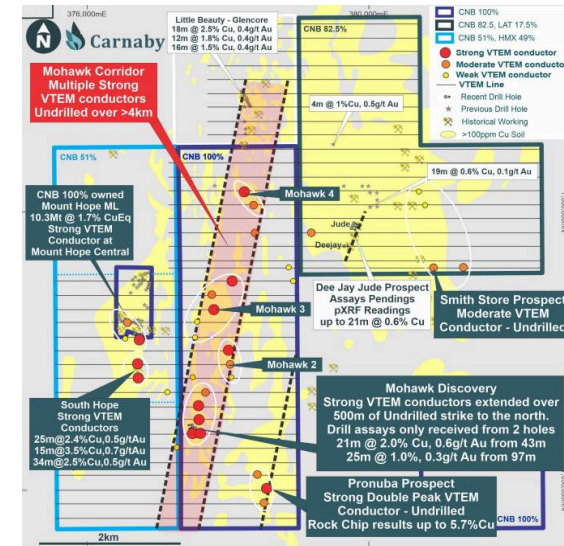 376,000mE
380,000mE
N
Carnaby
Little Beauty - Glencore
18m @ 2.5% Cu, 0.4g/t Au
12m @ 1.8% Cu, 0.4g/t Au
16m @ 1.5% Cu, 0.4g/t Au
CNB 82.5%
CNB 100%
CNB 82.5, LAT 17.5%
CNB 51%, HMX 49%
Strong VTEM conductor
Moderate VTEM conductor
Weak VTEM conductor
VTEM Line
Recent Drill Hole
Previous Drill Hole
Historical Working
>100ppm Cu Soil
Mohawk Corridor
Multiple Strong
VTEM conductors
Undrilled over >4km
4m @ 1%Cu, 0.5g/t Au
CNB 51%
CNB 100%
19m @ 0.6% Cu, 0.1g/t Au
CNB 100% owned
Mount Hope ML
10.3Mt @ 1.7% CuEq
Strong VTEM
Conductor at
Mount Hope Central
Mohawk 4
Jude
Deejay
Dee Jay Jude Prospect
Assays Pendings
pXRF Readings
up to 21m @ 0.6% Cu
Smith Store Prospect
Moderate VTEM
Conductor - Undrilled
Mohawk 3
Mohawk 2
South Hope
Strong VTEM
Conductors
25m@2.4%Cu,0.5g/tAu
15m@3.5%Cu,0.7g/tAu
34m@2.5%Cu,0.5g/t Au
Mohawk Discovery
Strong VTEM conductors extended over
500m of Undrilled strike to the north.
Drill assays only received from 2 holes
21m @ 2.0% Cu, 0.6g/t Au from 43m
25m @ 1.0%, 0.3g/t Au from 97m
Pronuba Prospect
Strong Double Peak VTEM
Conductor - Undrilled
Rock Chip results up to 5.7%Cu
CNB 100%
2km